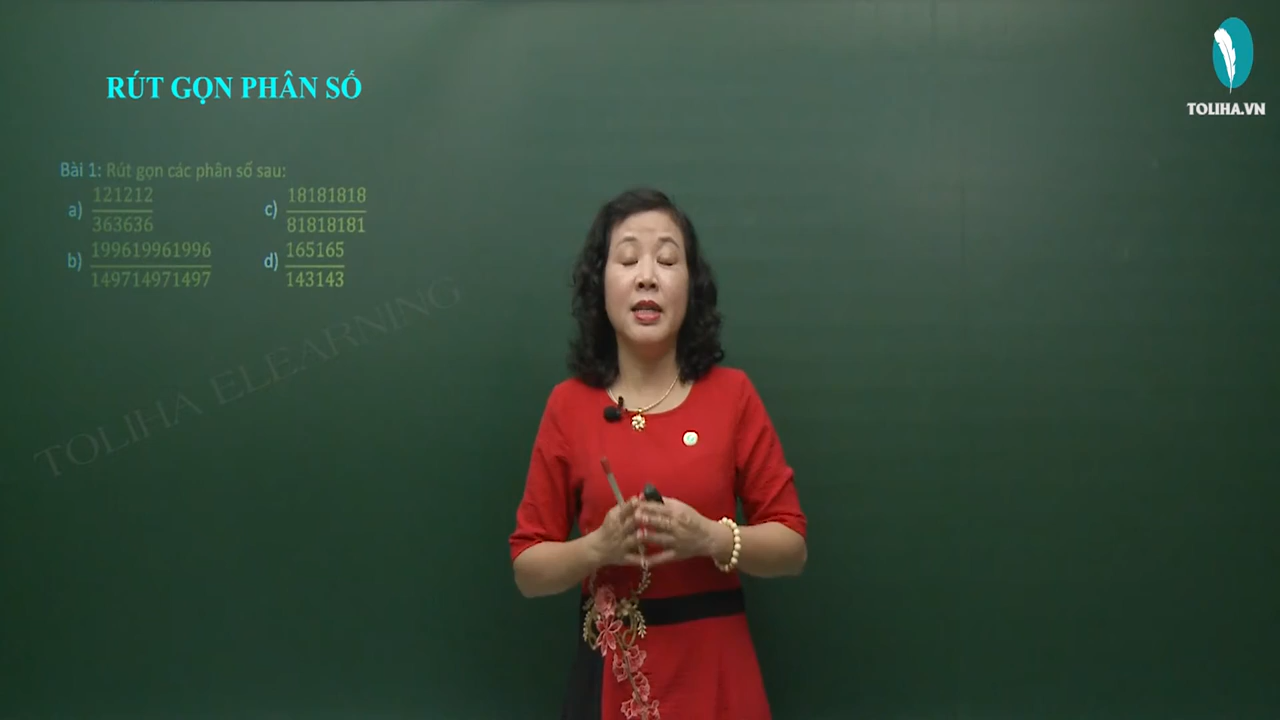 TOLIHA.VN
RÚT GỌN PHÂN SỐ
Bài 1: Rút gọn các phân số sau:
a) 121212/363636
c) 18181818/81818181
b) 199619961996/149714971497
d) 165165/143143
TOLIHA ELEARNING